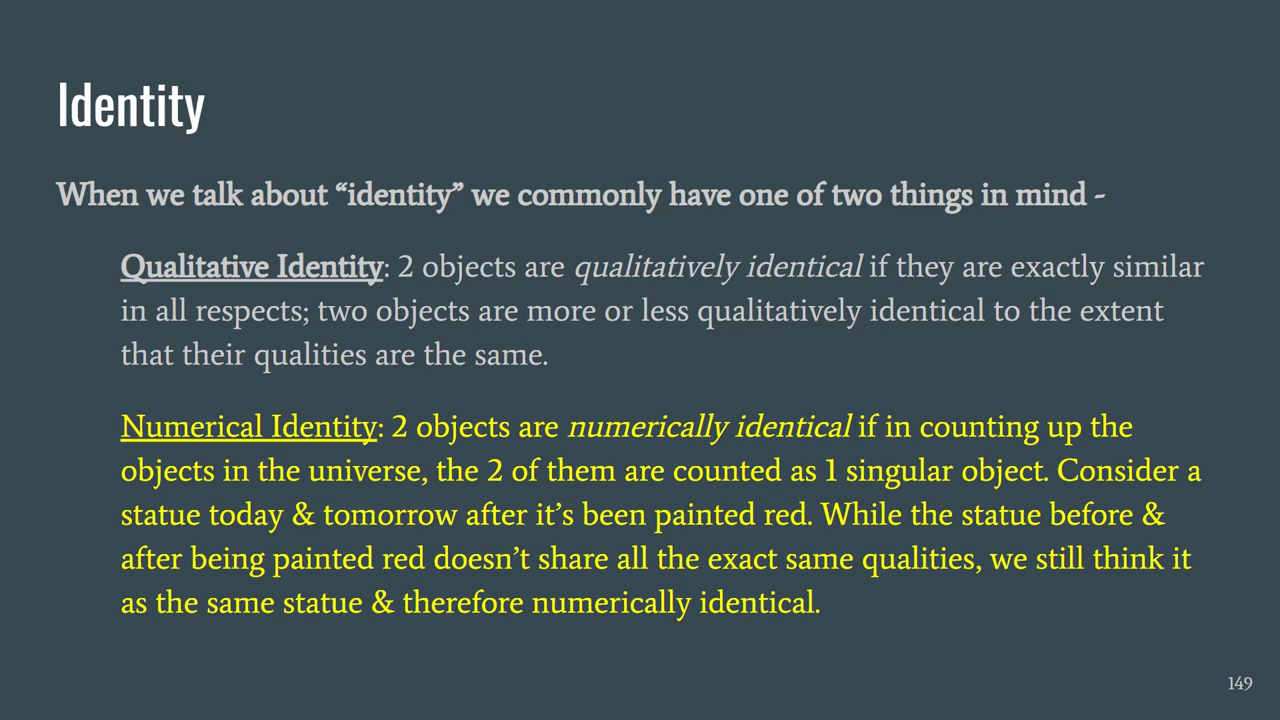 Identity
When we talk about “identity” we commonly have one of two things in mind -
Qualitative Identity: 2 objects are qualitatively identical if they are exactly similar
in all respects; two objects are more or less qualitatively identical to the extent
that their qualities are the same.
Numerical Identity: 2 objects are numerically identical if in counting up the
objects in the universe, the 2 of them are counted as 1 singular object. Consider a
statue today & tomorrow after it’s been painted red. While the statue before &
after being painted red doesn’t share all the exact same qualities, we still think it
as the same statue & therefore numerically identical.
149